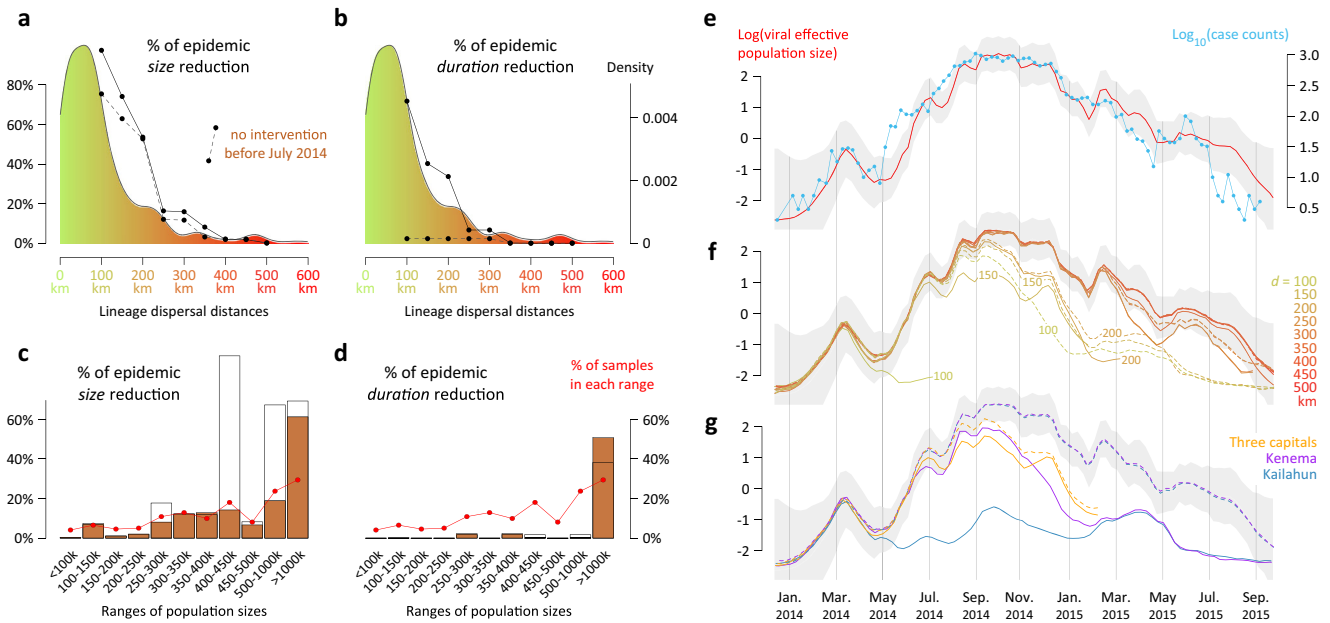 a
% of epidemic
size reduction
80%
60%
40%
20%
0%
no intervention
before July 2014
0 km
100 km
200 km
300 km
400 km
500 km
600 km
Lineage dispersal distances
b
% of epidemic
duration reduction
Density
0.004
0.002
0
0 km
100 km
200 km
300 km
400 km
500 km
600 km
Lineage dispersal distances
c
% of epidemic
size reduction
60%
40%
20%
0%
<100k
100-150k
150-200k
200-250k
250-300k
300-350k
350-400k
400-450k
450-500k
500-1000k
>1000k
Ranges of population sizes
d
% of epidemic
duration reduction
% of samples
in each range
60%
40%
20%
0%
60%
40%
20%
0%
<100k
100-150k
150-200k
200-250k
250-300k
300-350k
350-400k
400-450k
450-500k
500-1000k
>1000k
Ranges of population sizes
e
Log(viral effective
population size)
Log10(case counts)
2
1
0
-1
-2
3.0
2.5
2.0
1.5
1.0
0.5
f
2
1
0
-1
-2
150
150
100
200
200
100
d = 100
150
200
250
300
350
400
450
500
km
g
2
1
0
-1
-2
Three capitals
Kenema
Kailahun
Jan. 2014
Mar. 2014
May 2014
Jul. 2014
Sep. 2014
Nov. 2014
Jan. 2015
Mar. 2015
May 2015
Jul. 2015
Sep. 2015